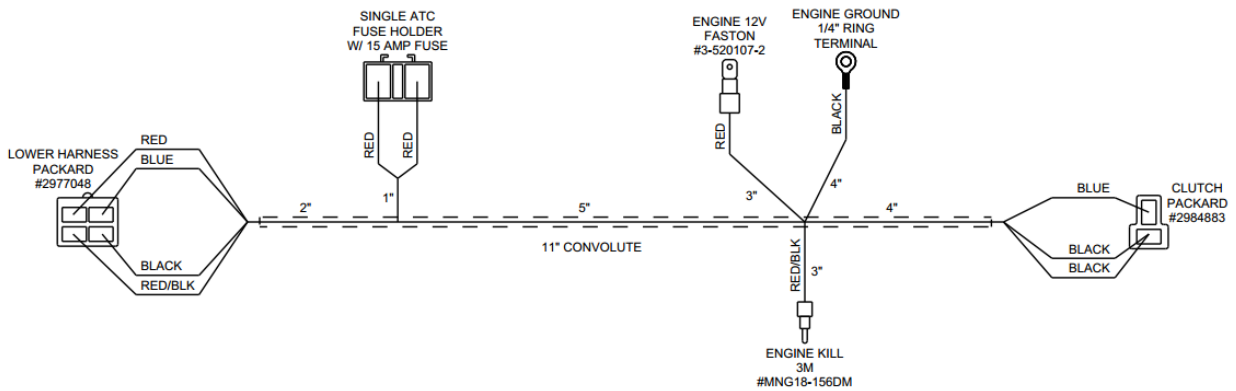 SINGLE ATC
FUSE HOLDER
W/ 15 AMP FUSE
ENGINE 12V
FASTON
#3-520107-2
ENGINE GROUND
1/4" RING
TERMINAL
RED
RED
RED
BLACK
LOWER HARNESS
PACKARD
#2977048
RED
BLUE
BLACK
RED/BLK
2"
1"
5"
3"
4"
4"
11" CONVOLUTE
RED/BLK
3"
ENGINE KILL
3M
#MNG18-156DM
BLUE
BLACK
BLACK
CLUTCH
PACKARD
#2984883